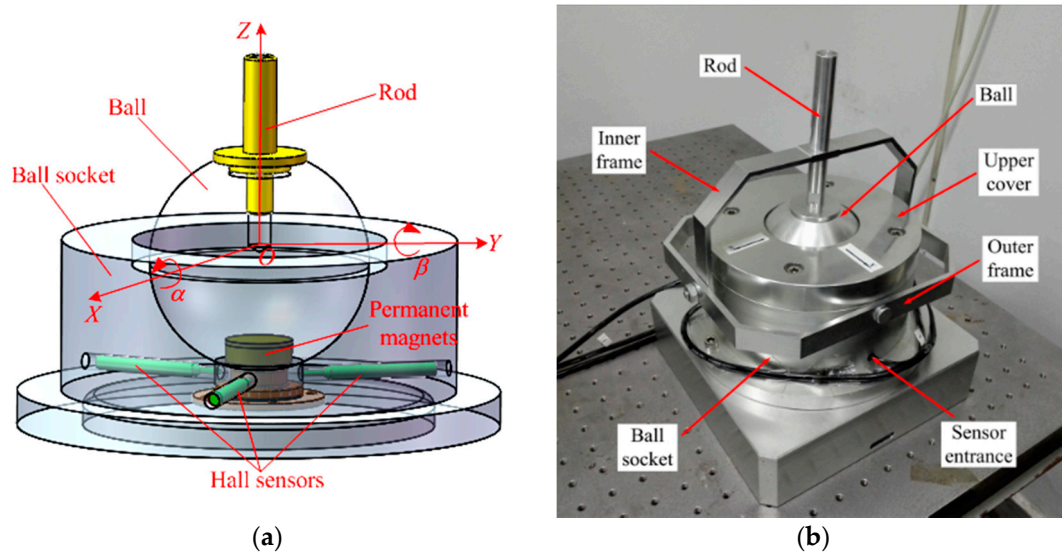 Z
Ball
Rod
Ball socket
O
Y
β
α
X
Permanent
magnets
Hall sensors
(a)
Rod
Ball
Inner
frame
Upper
cover
Outer
frame
Ball
socket
Sensor
entrance
(b)